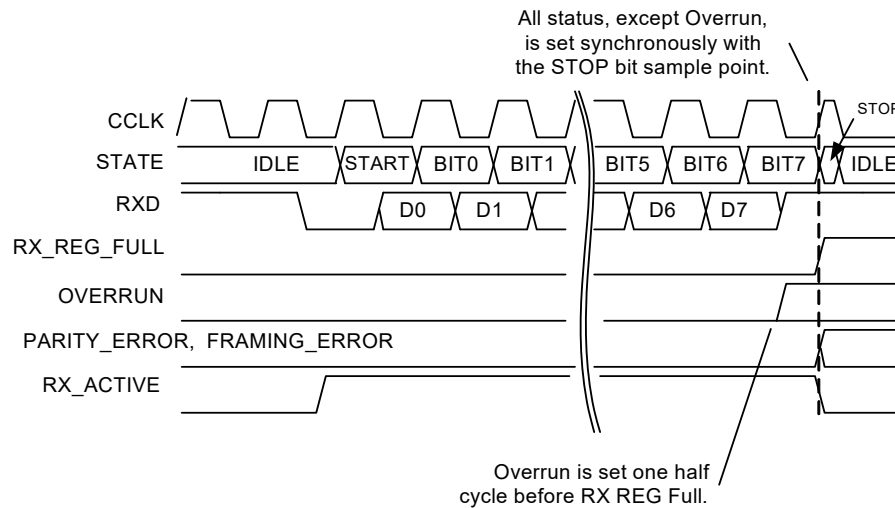 All status, except Overrun,
is set synchronously with
the STOP bit sample point.
CCLK
STOP
STATE IDLE START BIT0 BIT1 BIT5 BIT6 BIT7 IDLE
RXD D0 D1 D6 D7
RX_REG_FULL
OVERRUN
PARITY_ERROR, FRAMING_ERROR
RX_ACTIVE
Overrun is set one half
cycle before RX REG Full.